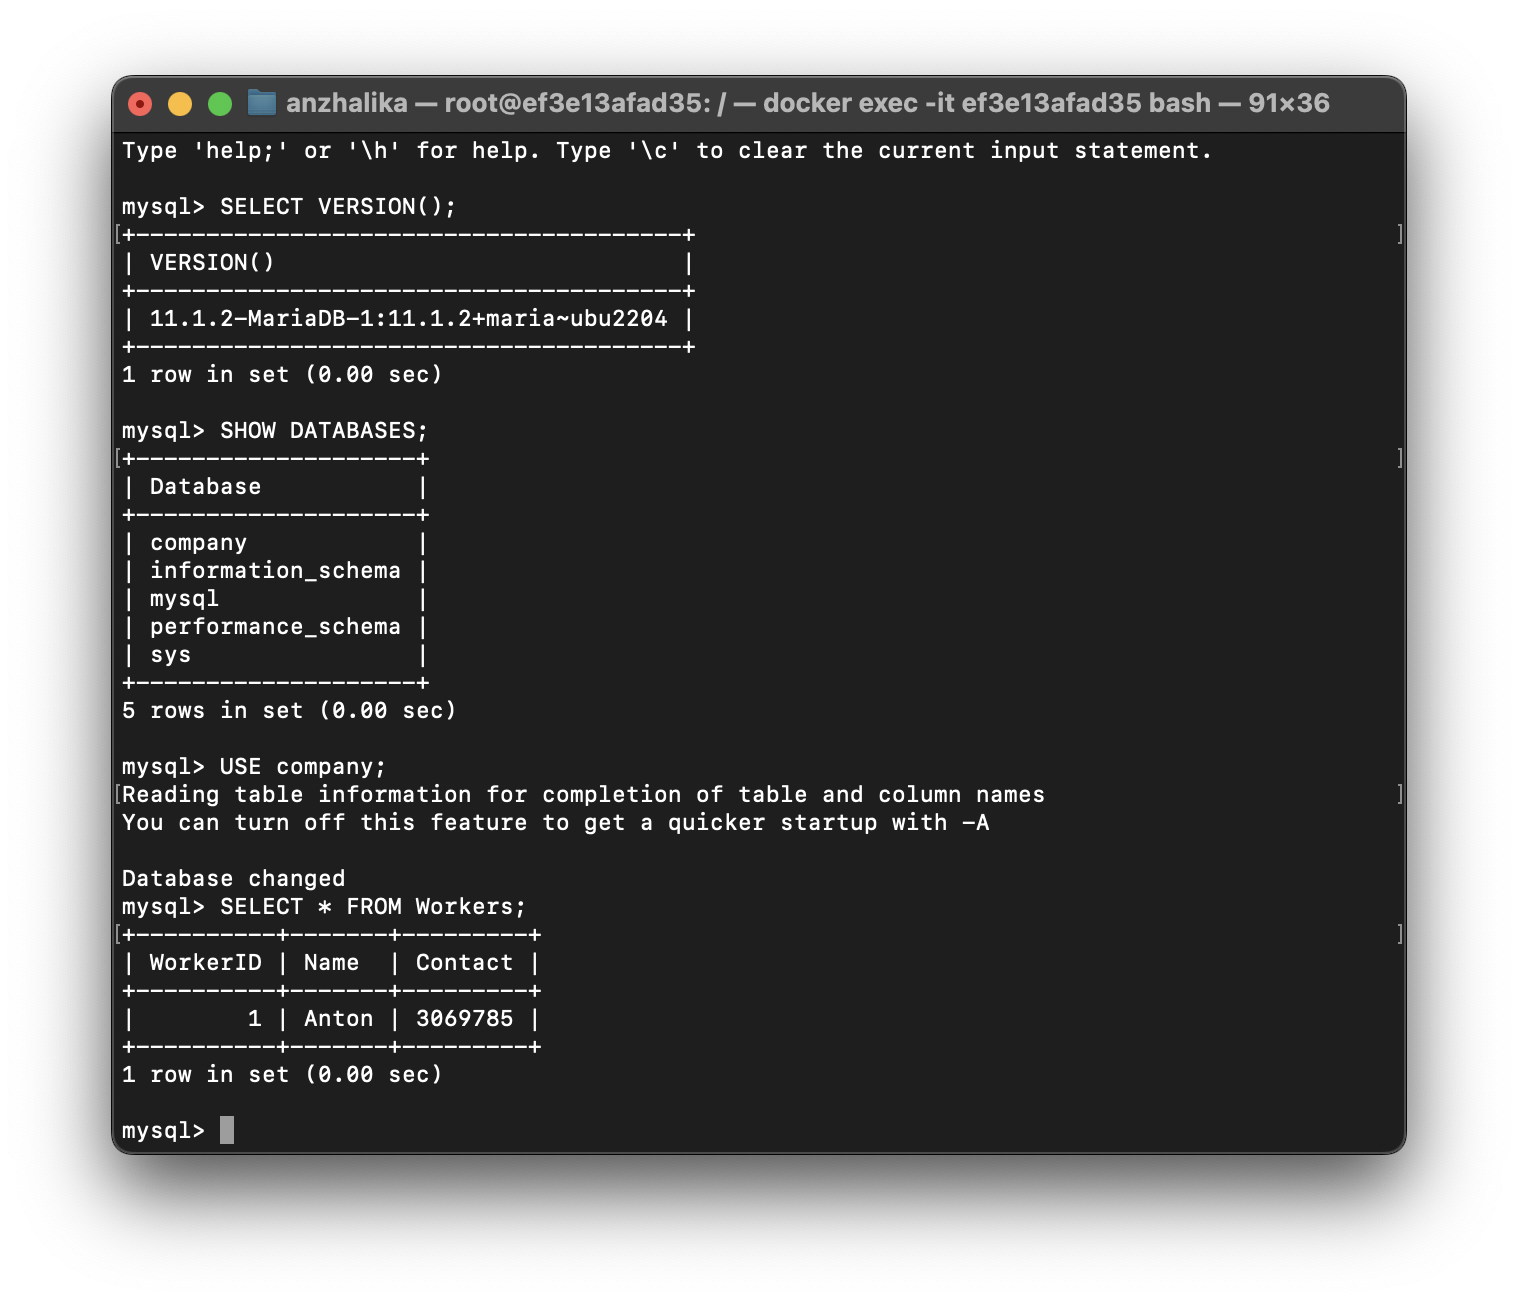 anzhalika — root@ef3e13afad35: / — docker exec -it ef3e13afad35 bash — 91×36
Type 'help;' or '\h' for help. Type '\c' to clear the current input statement.
mysql> SELECT VERSION();
[+---------------------------------------+ ]
| VERSION()                             |
+---------------------------------------+
| 11.1.2-MariaDB-1:11.1.2+maria~ubu2204 |
+---------------------------------------+
1 row in set (0.00 sec)
mysql> SHOW DATABASES;
[+--------------------+ ]
| Database           |
+--------------------+
| company            |
| information_schema |
| mysql              |
| performance_schema |
| sys                |
+--------------------+
5 rows in set (0.00 sec)
mysql> USE company;
[Reading table information for completion of table and column names ]
You can turn off this feature to get a quicker startup with -A
Database changed
mysql> SELECT * FROM Workers;
[+----------+-------+---------+ ]
| WorkerID | Name  | Contact |
+----------+-------+---------+
|        1 | Anton | 3069785 |
+----------+-------+---------+
1 row in set (0.00 sec)
mysql>